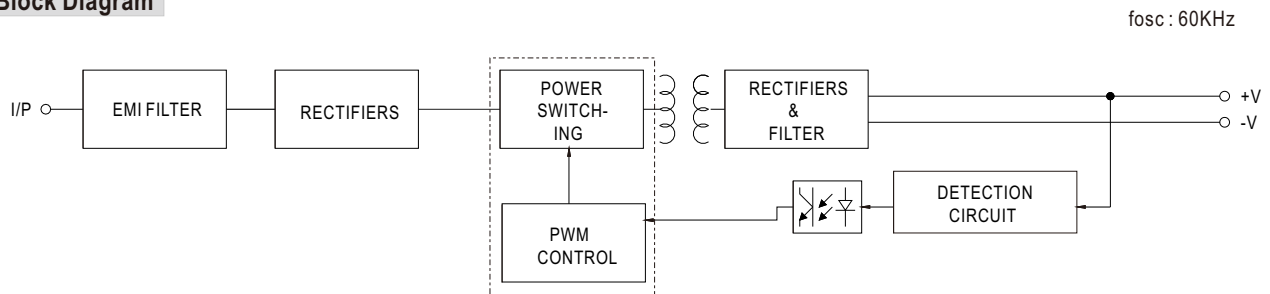 Block Diagram
fosc : 60KHz
I/P
EMI FILTER
RECTIFIERS
POWER
SWITCH-
ING
RECTIFIERS
&
FILTER
+V
-V
DETECTION
CIRCUIT
PWM
CONTROL